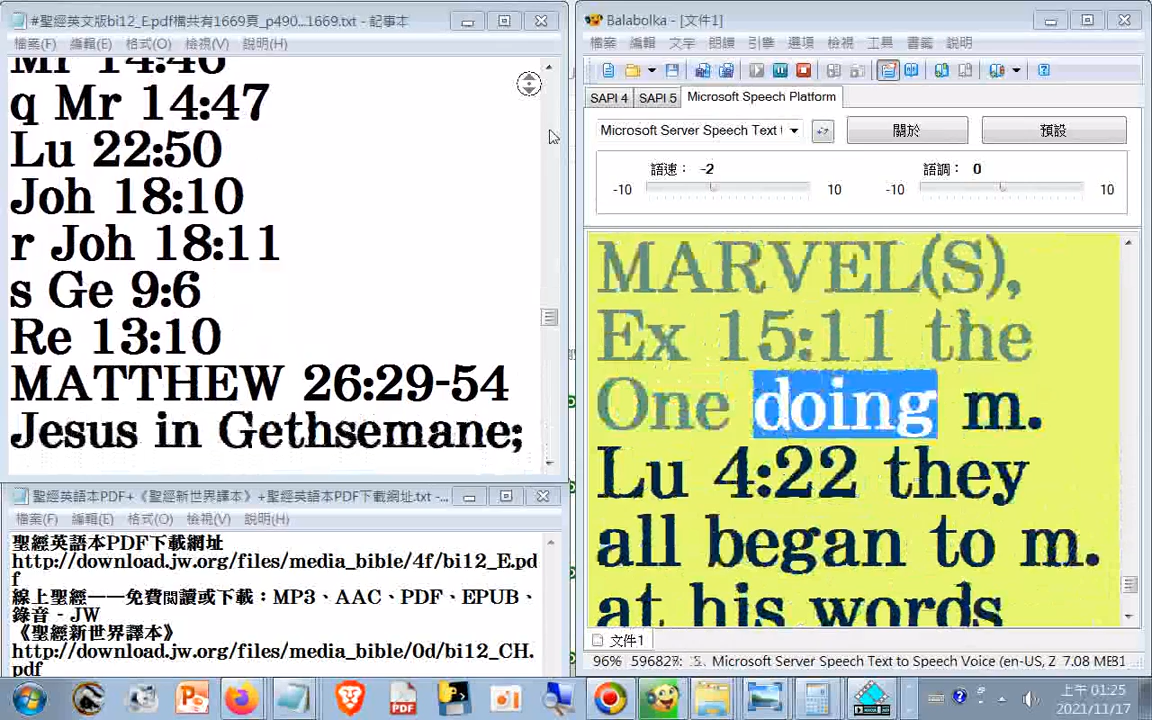 #聖經英文版bi12_E.pdf檔共有1669頁_p490...1669.txt - 記事本
檔案(F) 編輯(E) 格式(O) 檢視(V) 說明(H)
Mr 14:46
q Mr 14:47
Lu 22:50
Joh 18:10
r Joh 18:11
s Ge 9:6
Re 13:10
MATTHEW 26:29-54
Jesus in Gethsemane;
聖經英語本PDF+《聖經新世界譯本》+聖經英語本PDF下載網址.txt -...
檔案(F) 編輯(E) 格式(O) 檢視(V) 說明(H)
聖經英語本PDF下載網址
http://download.jw.org/files/media_bible/4f/bi12_E.pd
f
線上聖經——免費閱讀或下載：MP3、AAC、PDF、EPUB、
錄音 - JW
《聖經新世界譯本》
http://download.jw.org/files/media_bible/0d/bi12_CH.
pdf
Balabolka - [文件1]
檔案 編輯 文字 朗讀 引擎 選項 檢視 工具 書籤 說明
SAPI 4 SAPI 5 Microsoft Speech Platform
Microsoft Server Speech Text 關於 預設
語速： -2 語調： 0
-10 10 -10 10
MARVEL(S),
Ex 15:11 the
One doing m.
Lu 4:22 they
all began to m.
at his words
文件1
96% Microsoft Server Speech Text to Speech Voice (en-US, Z 7.08 MB
上午 01:25
2021/11/17